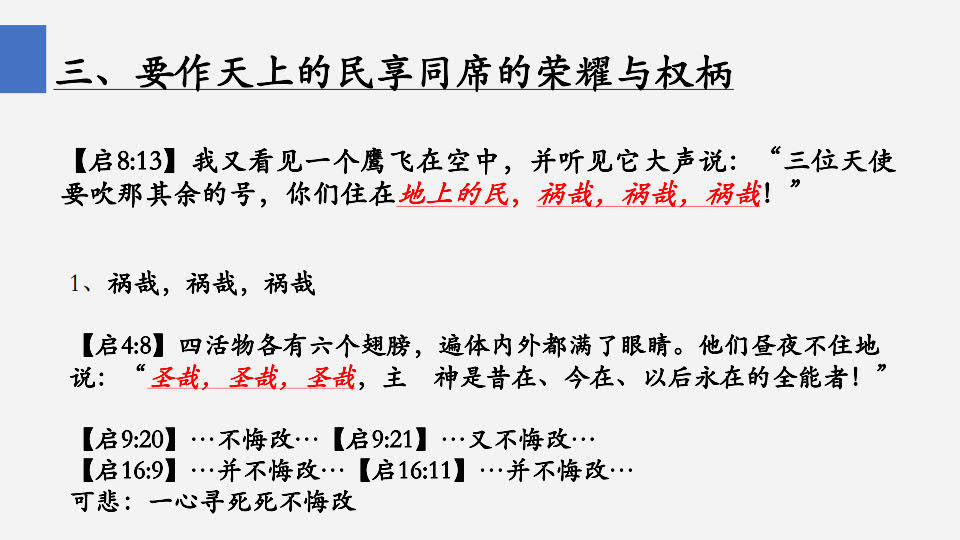 三、要作天上的民享同席的荣耀与权柄
【启8:13】我又看见一个鹰飞在空中，并听见它大声说：“三位天使
要吹那其余的号，你们住在地上的民，祸哉，祸哉，祸哉！”
1、祸哉，祸哉，祸哉
【启4:8】四活物各有六个翅膀，遍体内外都满了眼睛。他们昼夜不住地
说：“圣哉，圣哉，圣哉，主　神是昔在、今在、以后永在的全能者！”
【启9:20】…不悔改…【启9:21】…又不悔改…
【启16:9】…并不悔改…【启16:11】…并不悔改…
可悲：一心寻死死不悔改